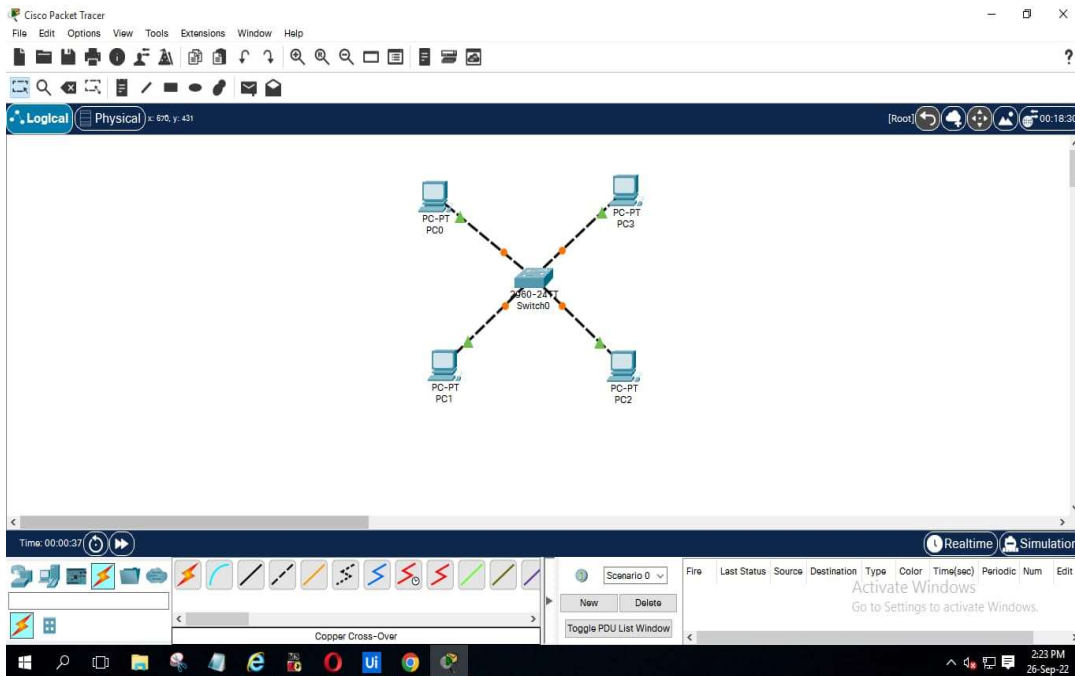 Cisco Packet Tracer
File Edit Options View Tools Extensions Window Help
?
Logical Physical x: 670, y: 431 [Root] 00:18:30
PC-PT
PC0
PC-PT
PC3
2960-24TT
Switch0
PC-PT
PC1
PC-PT
PC2
Time: 00:00:37 Realtime Simulation
Scenario 0 Fire Last Status Source Destination Type Color Time(sec) Periodic Num Edit
New Delete
Toggle PDU List Window
Activate Windows
Go to Settings to activate Windows.
Copper Cross-Over
Ui
2:23 PM
26-Sep-22